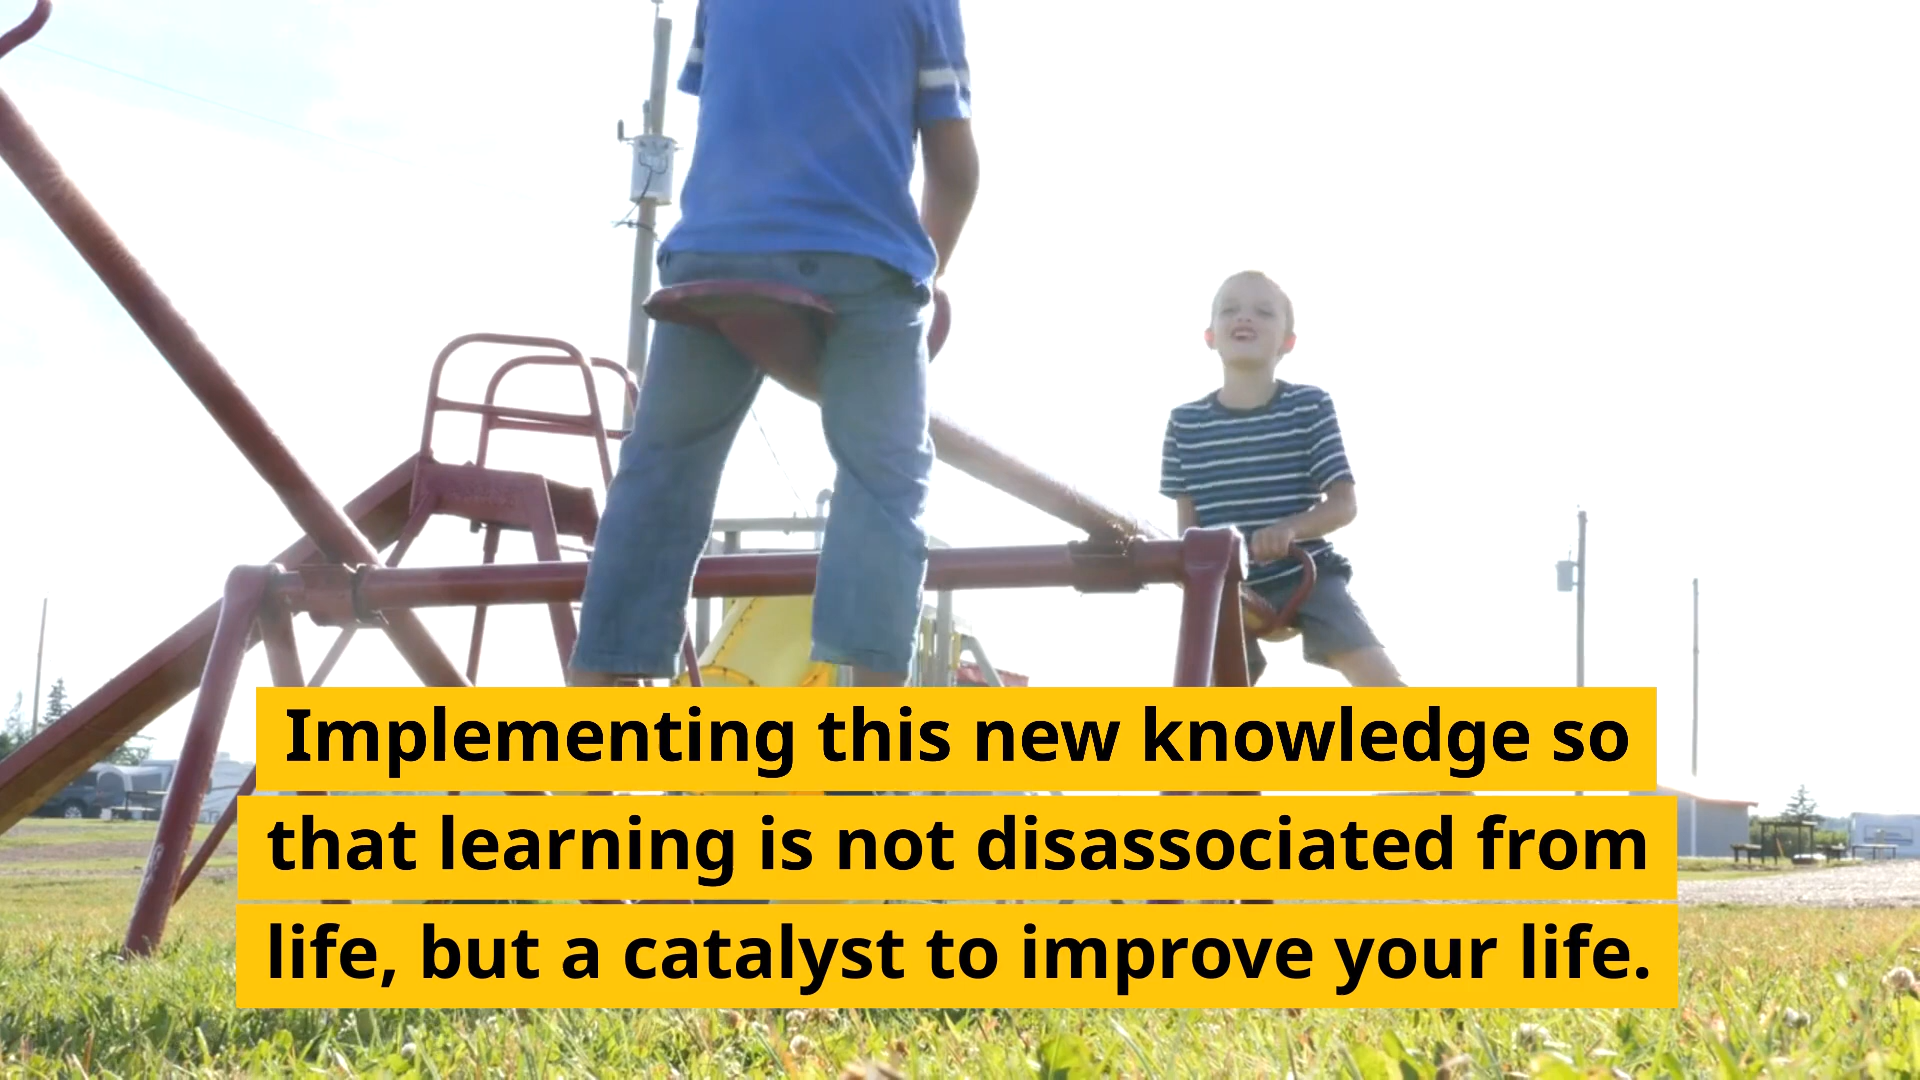 Implementing this new knowledge so
that learning is not disassociated from
life, but a catalyst to improve your life.